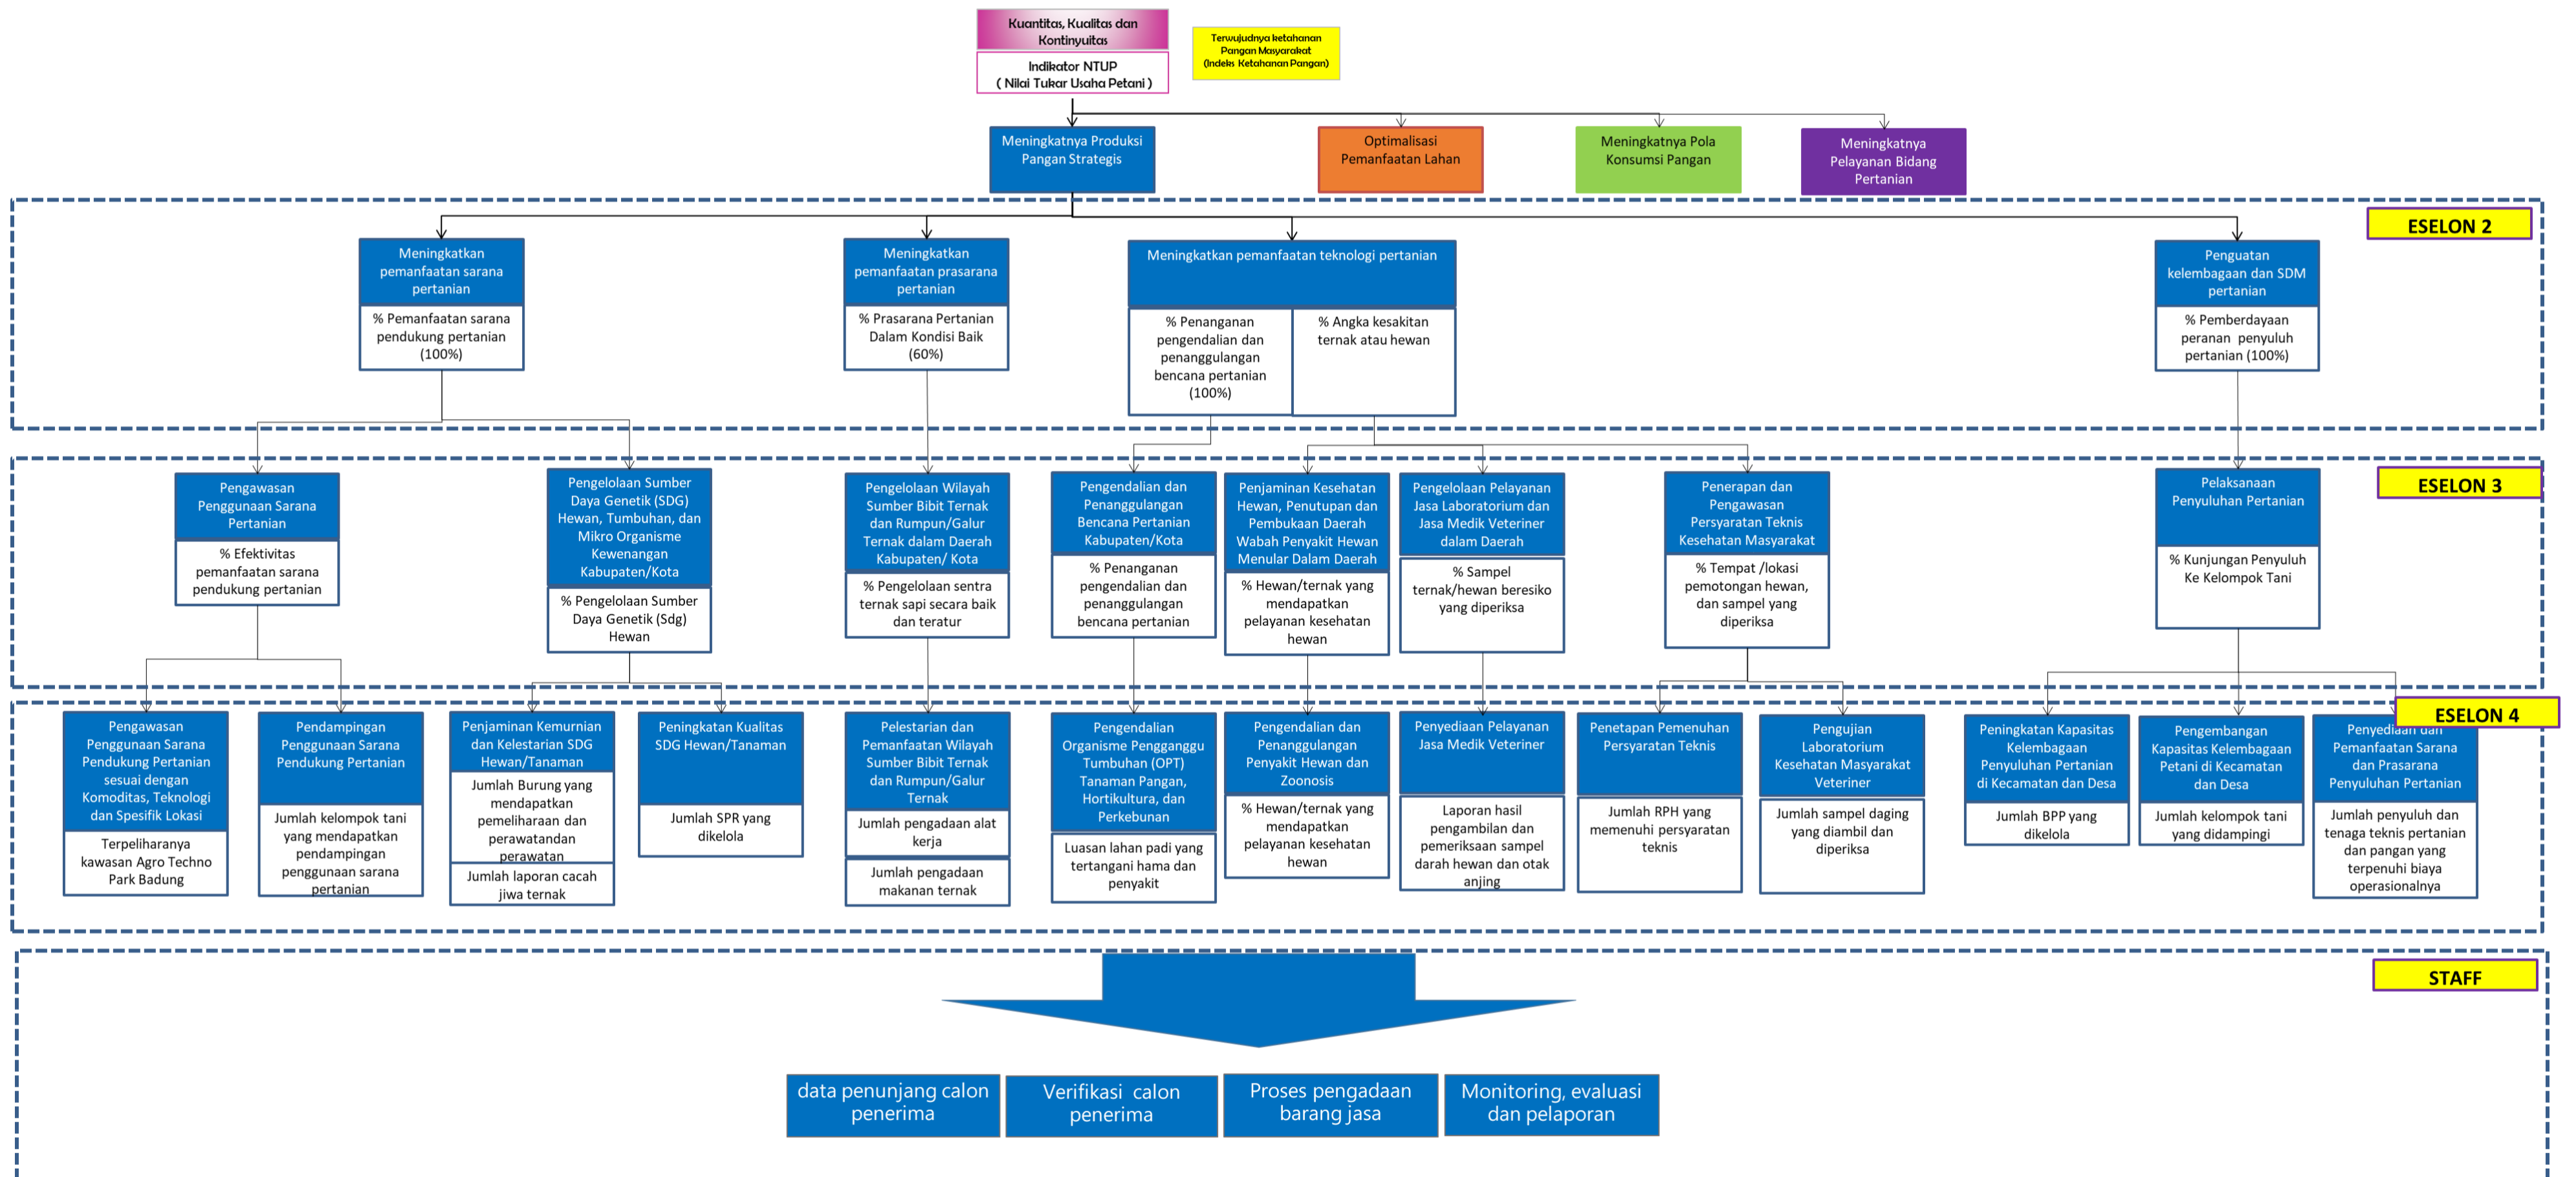 Kuantitas, Kualitas dan
Kontinyuitas
Indikator NTUP
( Nilai Tukar Usaha Petani )
Terwujudnya ketahanan
Pangan Masyarakat
(Indeks Ketahanan Pangan)
Meningkatnya Produksi
Pangan Strategis
Optimalisasi
Pemanfaatan Lahan
Meningkatnya Pola
Konsumsi Pangan
Meningkatnya
Pelayanan Bidang
Pertanian
ESELON 2
Meningkatkan
pemanfaatan sarana
pertanian
% Pemanfaatan sarana
pendukung pertanian
(100%)
Meningkatkan
pemanfaatan prasarana
pertanian
% Prasarana Pertanian
Dalam Kondisi Baik
(60%)
Meningkatkan pemanfaatan teknologi pertanian
% Penanganan
pengendalian dan
penanggulangan
bencana pertanian
(100%)
% Angka kesakitan
ternak atau hewan
Penguatan
kelembagaan dan SDM
pertanian
% Pemberdayaan
peranan  penyuluh
pertanian (100%)
ESELON 3
Pengawasan
Penggunaan Sarana
Pertanian
% Efektivitas
pemanfaatan sarana
pendukung pertanian
Pengelolaan Sumber
Daya Genetik (SDG)
Hewan, Tumbuhan, dan
Mikro Organisme
Kewenangan
Kabupaten/Kota
% Pengelolaan Sumber
Daya Genetik (Sdg)
Hewan
Pengelolaan Wilayah
Sumber Bibit Ternak
dan Rumpun/Galur
Ternak dalam Daerah
Kabupaten/ Kota
% Pengelolaan sentra
ternak sapi secara baik
dan teratur
Pengendalian dan
Penanggulangan
Bencana Pertanian
Kabupaten/Kota
% Penanganan
pengendalian dan
penanggulangan
bencana pertanian
Penjaminan Kesehatan
Hewan, Penutupan dan
Pembukaan Daerah
Wabah Penyakit Hewan
Menular Dalam Daerah
% Hewan/ternak yang
mendapatkan
pelayanan kesehatan
hewan
Pengelolaan Pelayanan
Jasa Laboratorium dan
Jasa Medik Veteriner
dalam Daerah
% Sampel
ternak/hewan beresiko
yang diperiksa
Penerapan dan
Pengawasan
Persyaratan Teknis
Kesehatan Masyarakat
% Tempat /lokasi
pemotongan hewan,
dan sampel yang
diperiksa
Pelaksanaan
Penyuluhan Pertanian
% Kunjungan Penyuluh
Ke Kelompok Tani
ESELON 4
Pengawasan
Penggunaan Sarana
Pendukung Pertanian
sesuai dengan
Komoditas, Teknologi
dan Spesifik Lokasi
Terpeliharanya
kawasan Agro Techno
Park Badung
Pendampingan
Penggunaan Sarana
Pendukung Pertanian
Jumlah kelompok tani
yang mendapatkan
pendampingan
penggunaan sarana
pertanian
Penjaminan Kemurnian
dan Kelestarian SDG
Hewan/Tanaman
Jumlah Burung yang
mendapatkan
pemeliharaan dan
perawatandan
perawatan
Jumlah laporan cacah
jiwa ternak
Peningkatan Kualitas
SDG Hewan/Tanaman
Jumlah SPR yang
dikelola
Pelestarian dan
Pemanfaatan Wilayah
Sumber Bibit Ternak
dan Rumpun/Galur
Ternak
Jumlah pengadaan alat
kerja
Jumlah pengadaan
makanan ternak
Pengendalian
Organisme Pengganggu
Tumbuhan (OPT)
Tanaman Pangan,
Hortikultura, dan
Perkebunan
Luasan lahan padi yang
tertangani hama dan
penyakit
Pengendalian dan
Penanggulangan
Penyakit Hewan dan
Zoonosis
% Hewan/ternak yang
mendapatkan
pelayanan kesehatan
hewan
Penyediaan Pelayanan
Jasa Medik Veteriner
Laporan hasil
pengambilan dan
pemeriksaan sampel
darah hewan dan otak
anjing
Penetapan Pemenuhan
Persyaratan Teknis
Jumlah RPH yang
memenuhi persyaratan
teknis
Pengujian
Laboratorium
Kesehatan Masyarakat
Veteriner
Jumlah sampel daging
yang diambil dan
diperiksa
Peningkatan Kapasitas
Kelembagaan
Penyuluhan Pertanian
di Kecamatan dan Desa
Jumlah BPP yang
dikelola
Pengembangan
Kapasitas Kelembagaan
Petani di Kecamatan
dan Desa
Jumlah kelompok tani
yang didampingi
Penyediaan dan
Pemanfaatan Sarana
dan Prasarana
Penyuluhan Pertanian
Jumlah penyuluh dan
tenaga teknis pertanian
dan pangan yang
terpenuhi biaya
operasionalnya
STAFF
data penunjang calon
penerima
Verifikasi  calon
penerima
Proses pengadaan
barang jasa
Monitoring, evaluasi
dan pelaporan